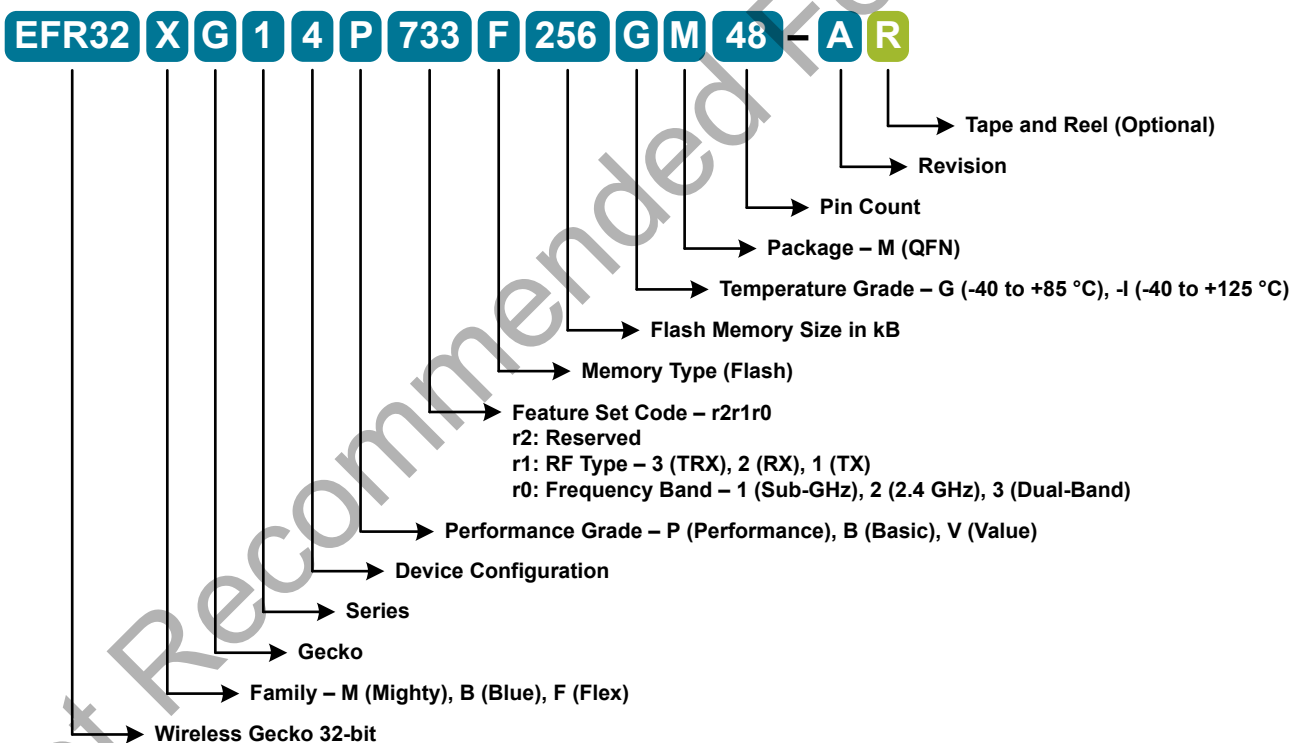 EFR32 X G 1 4 P 733 F 256 G M 48 – A R
Tape and Reel (Optional)
Revision
Pin Count
Package – M (QFN)
Temperature Grade – G (-40 to +85 °C), -I (-40 to +125 °C)
Flash Memory Size in kB
Memory Type (Flash)
Feature Set Code – r2r1r0
r2: Reserved
r1: RF Type – 3 (TRX), 2 (RX), 1 (TX)
r0: Frequency Band – 1 (Sub-GHz), 2 (2.4 GHz), 3 (Dual-Band)
Performance Grade – P (Performance), B (Basic), V (Value)
Device Configuration
Series
Gecko
Family – M (Mighty), B (Blue), F (Flex)
Wireless Gecko 32-bit
Recommended